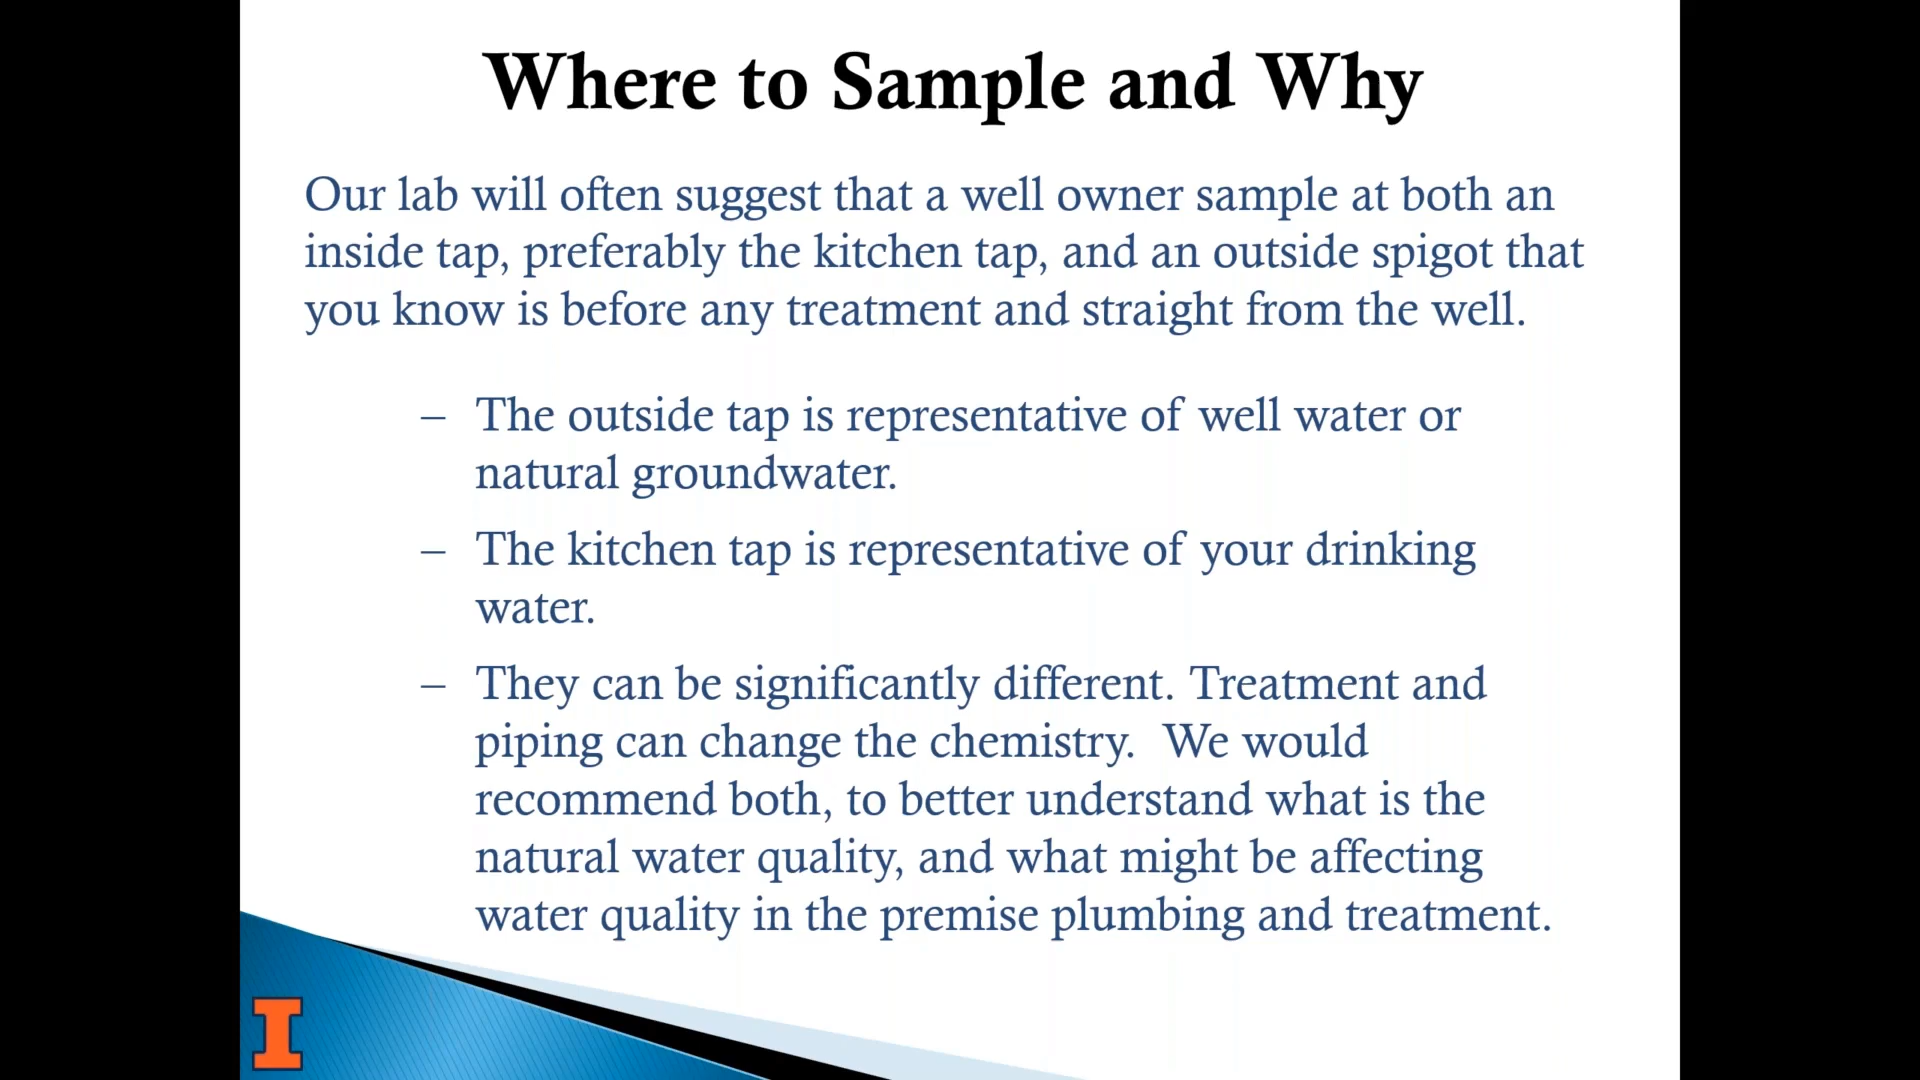 Where to Sample and Why
Our lab will often suggest that a well owner sample at both an
inside tap, preferably the kitchen tap, and an outside spigot that
you know is before any treatment and straight from the well.
– The outside tap is representative of well water or
natural groundwater.
– The kitchen tap is representative of your drinking
water.
– They can be significantly different. Treatment and
piping can change the chemistry.  We would
recommend both, to better understand what is the
natural water quality, and what might be affecting
water quality in the premise plumbing and treatment.
I